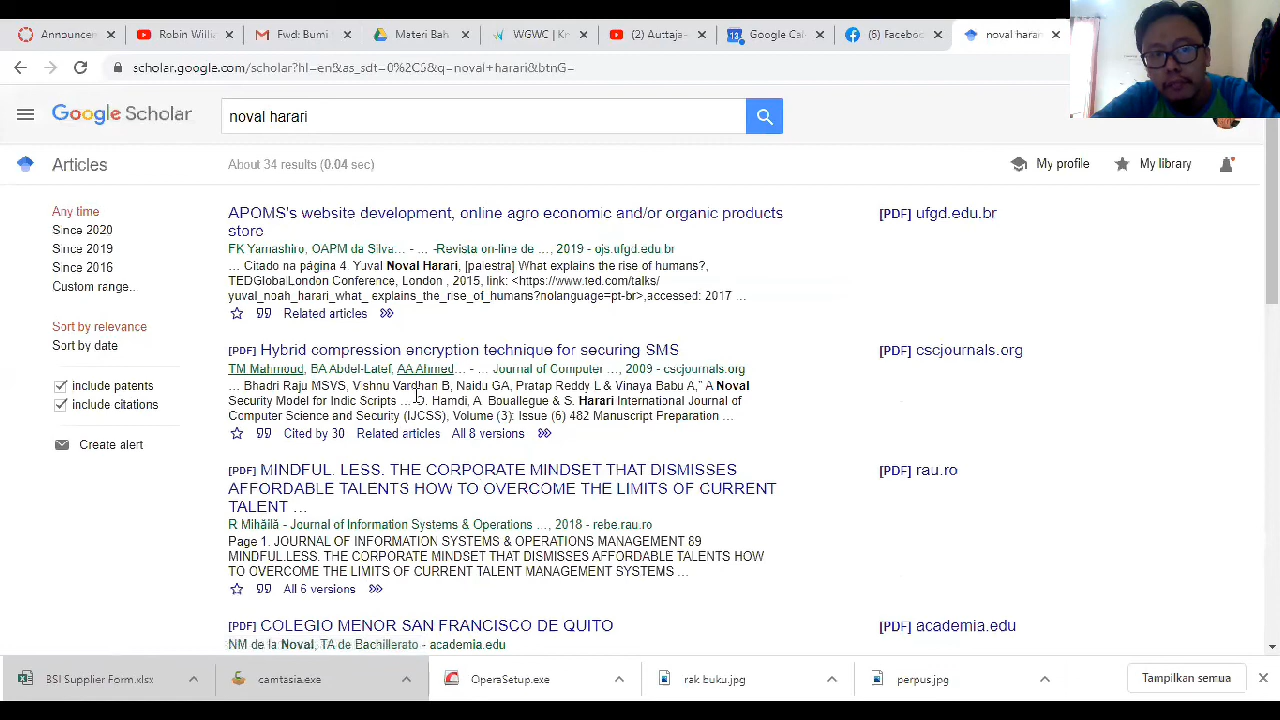 Announcem
Robin Willi
Fwd: Bumi
Materi Bah
WGWC | Kr
(2) Auttaja-
13
Google Cal
(6) Faceboo
noval harari
scholar.google.com/scholar?hl=en&as_sdt=0%2C5&q=noval+harari&btnG=
Google Scholar
noval harari
Articles
About 34 results (0.04 sec)
My profile
My library
Any time
Since 2020
Since 2019
Since 2016
Custom range...
Sort by relevance
Sort by date
include patents
include citations
Create alert
APOMS's website development, online agro economic and/or organic products
store
FK Yamashiro, OAPM da Silva... - ... -Revista on-line de ..., 2019 - ojs.ufgd.edu.br
... Citado na página 4. Yuval Noval Harari, [palestra] What explains the rise of humans?,
TEDGlobalLondon Conference, London , 2015, link: <https://www.ted.com/talks/
yuval_noah_harari_what_ explains_the_rise_of_humans?nolanguage=pt-br>,accessed: 2017 ...
Related articles
[PDF] ufgd.edu.br
[PDF] Hybrid compression encryption technique for securing SMS
TM Mahmoud, BA Abdel-Latef, AA Ahmed... - ... Journal of Computer ..., 2009 - cscjournals.org
... Bhadri Raju MSVS, Vishnu Vardhan B, Naidu GA, Pratap Reddy L & Vinaya Babu A,” A Noval
Security Model for Indic Scripts ... O. Hamdi, A. Bouallegue & S. Harari International Journal of
Computer Science and Security (IJCSS), Volume (3): Issue (6) 482 Manuscript Preparation ...
Cited by 30 Related articles All 8 versions
[PDF] cscjournals.org
[PDF] MINDFUL. LESS. THE CORPORATE MINDSET THAT DISMISSES
AFFORDABLE TALENTS HOW TO OVERCOME THE LIMITS OF CURRENT
TALENT ...
R Mihăilă - Journal of Information Systems & Operations ..., 2018 - rebe.rau.ro
Page 1. JOURNAL OF INFORMATION SYSTEMS & OPERATIONS MANAGEMENT 89
MINDFUL.LESS. THE CORPORATE MINDSET THAT DISMISSES AFFORDABLE TALENTS HOW
TO OVERCOME THE LIMITS OF CURRENT TALENT MANAGEMENT SYSTEMS ...
All 6 versions
[PDF] rau.ro
[PDF] COLEGIO MENOR SAN FRANCISCO DE QUITO
NM de la Noval, TA de Bachillerato - academia.edu
[PDF] academia.edu
BSI Supplier Form.xlsx
camtasia.exe
OperaSetup.exe
rak buku.jpg
perpus.jpg
Tampilkan semua